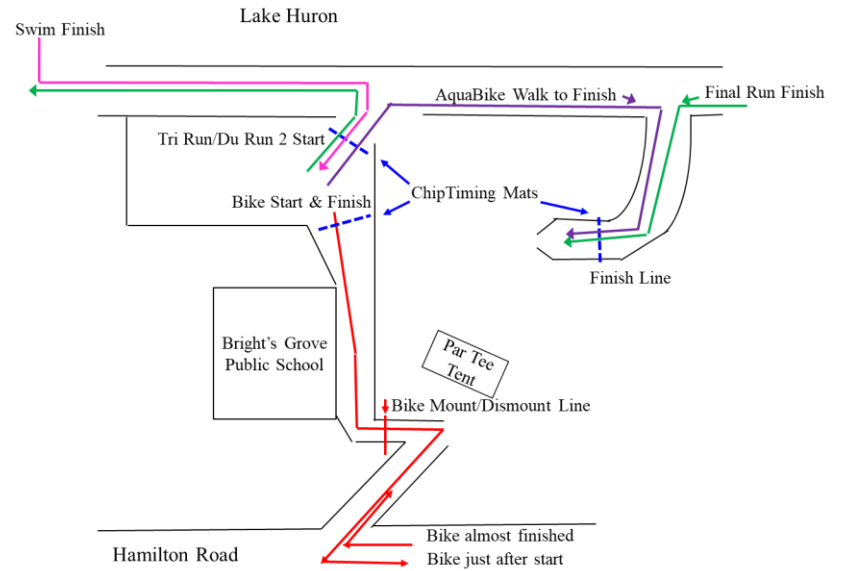 Lake Huron
Swim Finish
AquaBike Walk to Finish
Final Run Finish
Tri Run/Du Run 2 Start
Bike Start & Finish
ChipTiming Mats
Finish Line
Bright's Grove
Public School
Par Tee
Tent
Bike Mount/Dismount Line
Bike almost finished
Hamilton Road
Bike just after start